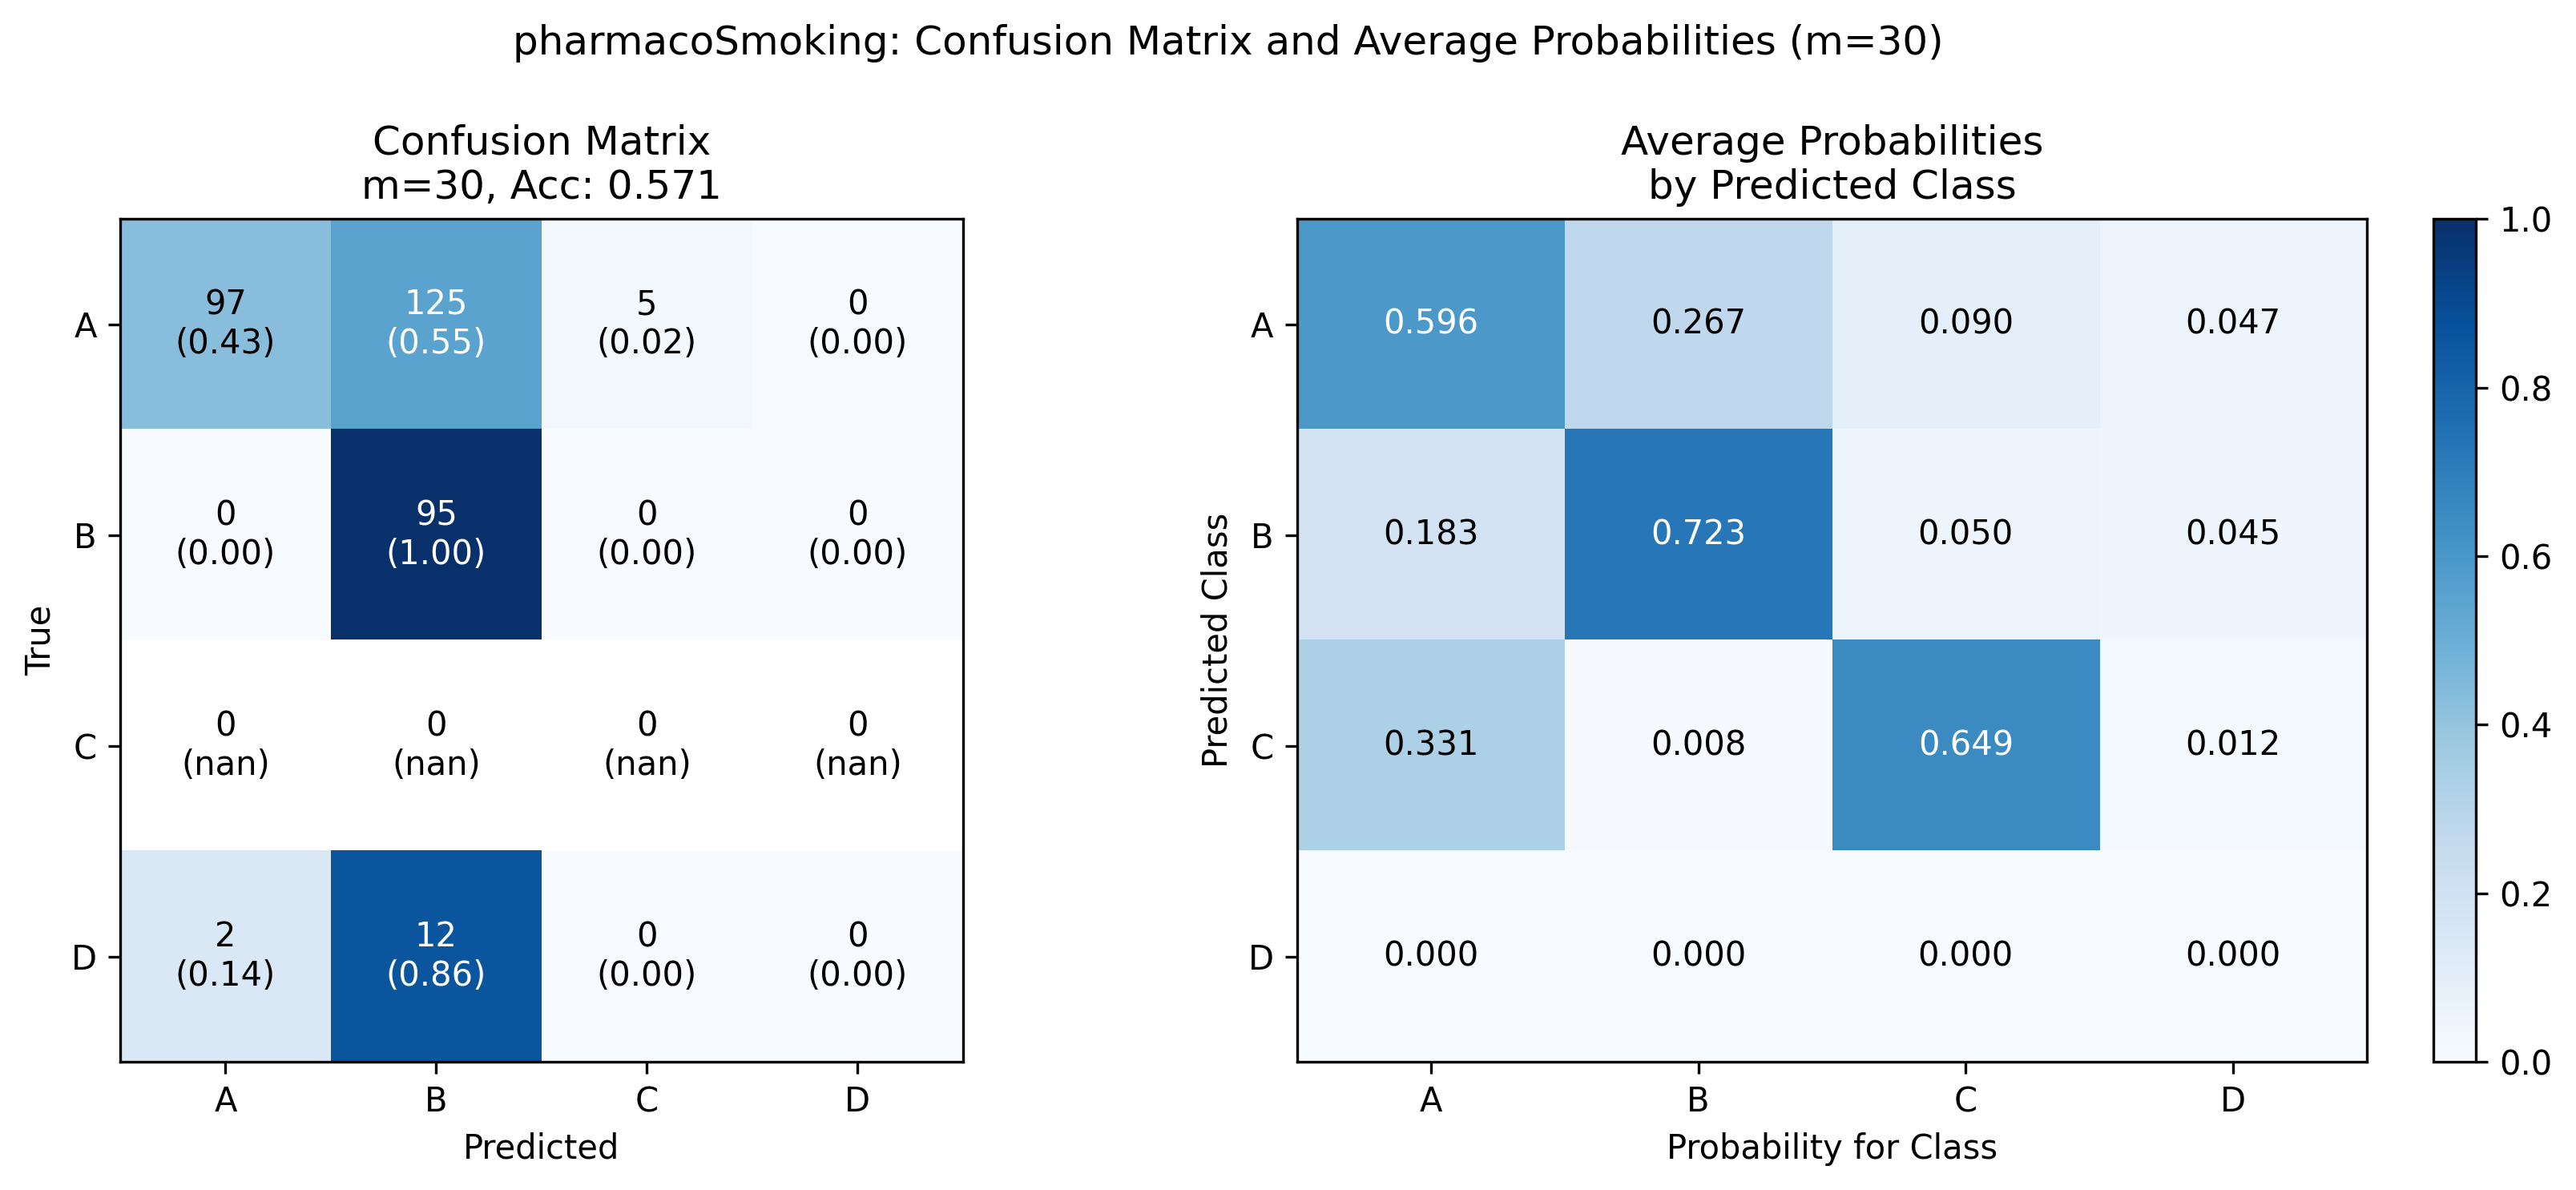 pharmacoSmoking: Confusion Matrix and Average Probabilities (m=30)
Confusion Matrix
m=30, Acc: 0.571
True
A
97
(0.43)
125
(0.55)
5
(0.02)
0
(0.00)
B
0
(0.00)
95
(1.00)
0
(0.00)
0
(0.00)
C
0
(nan)
0
(nan)
0
(nan)
0
(nan)
D
2
(0.14)
12
(0.86)
0
(0.00)
0
(0.00)
A B C D
Predicted
Average Probabilities
by Predicted Class
Predicted Class
A 0.596 0.267 0.090 0.047
B 0.183 0.723 0.050 0.045
C 0.331 0.008 0.649 0.012
D 0.000 0.000 0.000 0.000
A B C D
Probability for Class
1.0
0.8
0.6
0.4
0.2
0.0